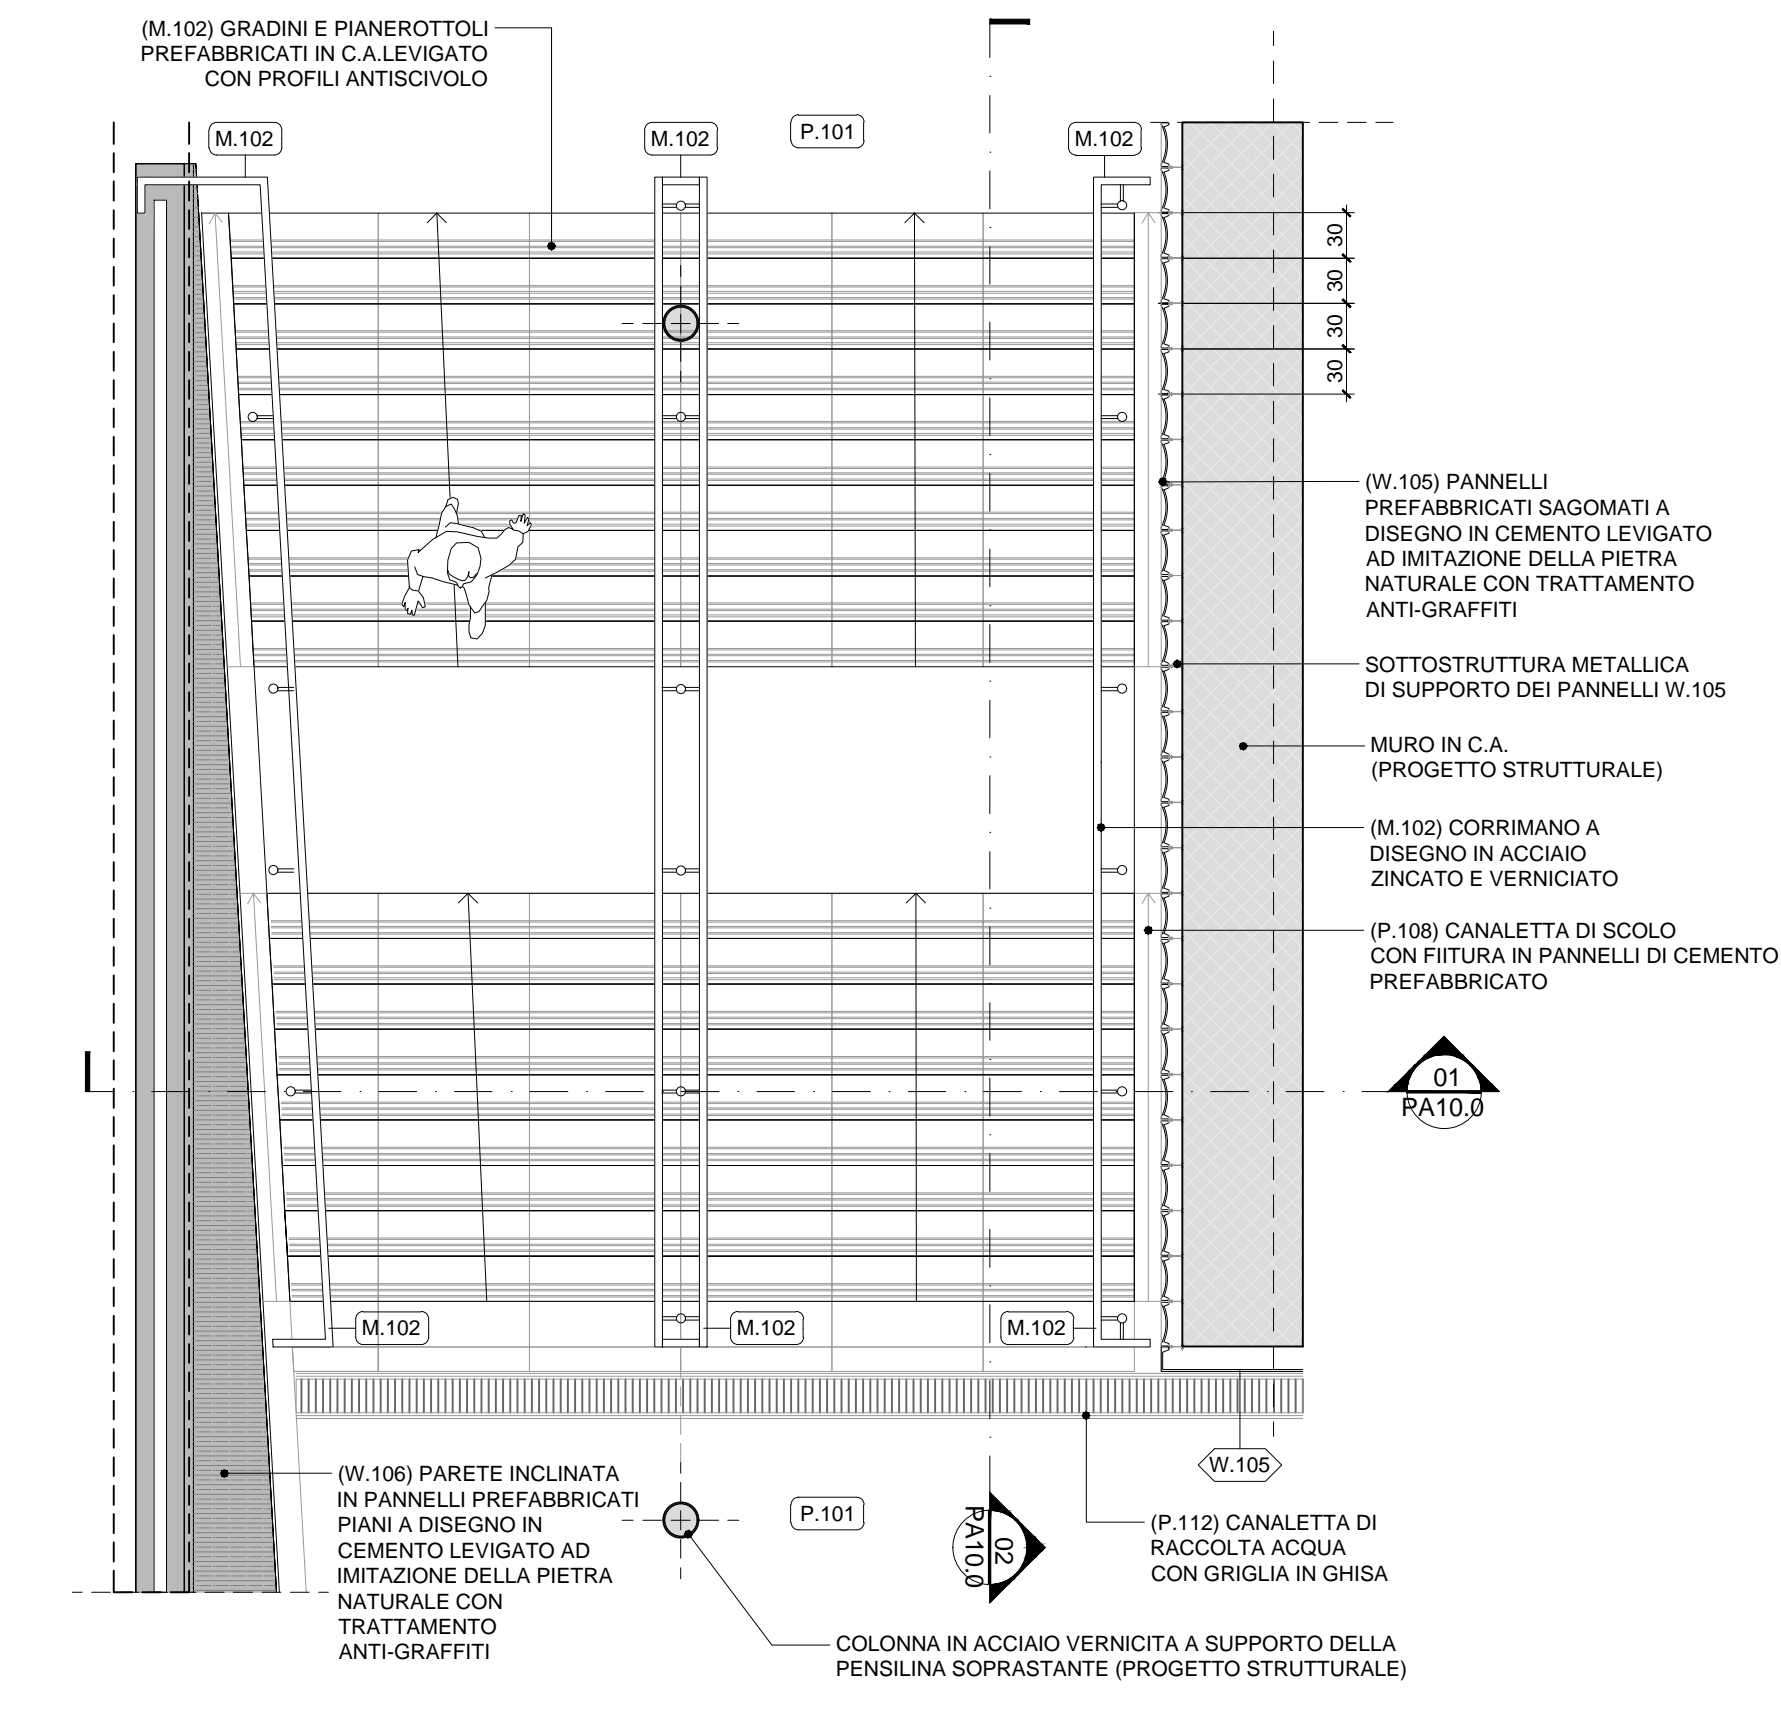 (M.102) GRADINI E PIANEROTTOLI
PREFABBRICATI IN C.A.LEVIGATO
CON PROFILI ANTISCIVOLO
M.102
M.102
P.101
M.102
30
30
30
30
(W.105) PANNELLI
PREFABBRICATI SAGOMATI A
DISEGNO IN CEMENTO LEVIGATO
AD IMITAZIONE DELLA PIETRA
NATURALE CON TRATTAMENTO
ANTI-GRAFFITI
SOTTOSTRUTTURA METALLICA
DI SUPPORTO DEI PANNELLI W.105
MURO IN C.A.
(PROGETTO STRUTTURALE)
(M.102) CORRIMANO A
DISEGNO IN ACCIAIO
ZINCATO E VERNICIATO
(P.108) CANALETTA DI SCOLO
CON FIITURA IN PANNELLI DI CEMENTO
PREFABBRICATO
01
PA10.0
M.102
M.102
M.102
W.105
(W.106) PARETE INCLINATA
IN PANNELLI PREFABBRICATI
PIANI A DISEGNO IN
CEMENTO LEVIGATO AD
IMITAZIONE DELLA PIETRA
NATURALE CON
TRATTAMENTO
ANTI-GRAFFITI
P.101
02
PA10.0
(P.112) CANALETTA DI
RACCOLTA ACQUA
CON GRIGLIA IN GHISA
COLONNA IN ACCIAIO VERNICITA A SUPPORTO DELLA
PENSILINA SOPRASTANTE (PROGETTO STRUTTURALE)